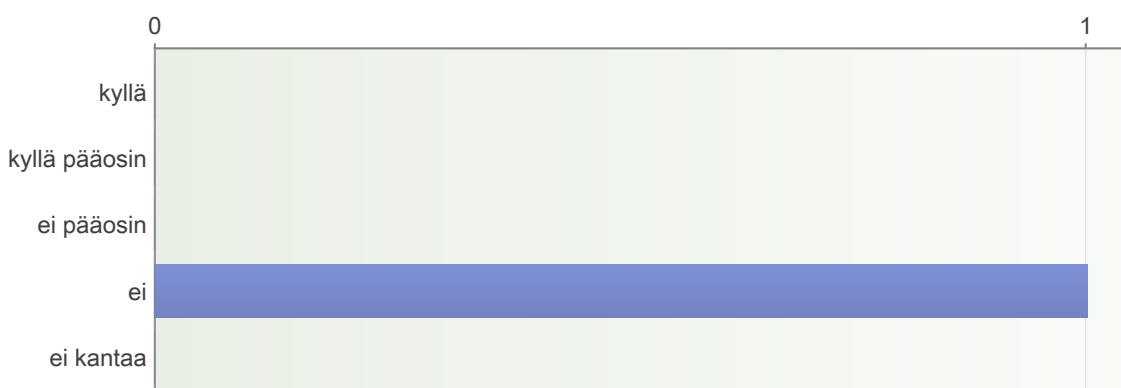 0 1
kyllä
kyllä pääosin
ei pääosin
ei
ei kantaa